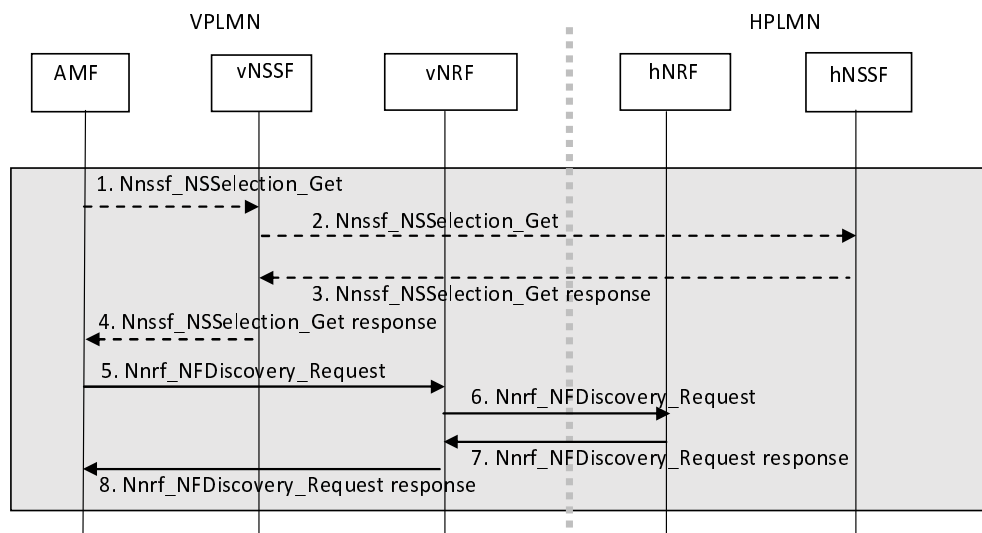 VPLMN
HPLMN
AMF
vNSSF
vNRF
hNRF
hNSSF
1. Nnssf_NSSelection_Get
2. Nnssf_NSSelection_Get
3. Nnssf_NSSelection_Get response
4. Nnssf_NSSelection_Get response
5. Nnrf_NFDiscovery_Request
6. Nnrf_NFDiscovery_Request
7. Nnrf_NFDiscovery_Request response
8. Nnrf_NFDiscovery_Request response